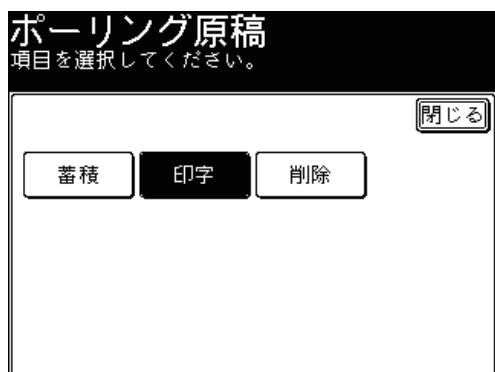 ポーリング原稿
項目を選択してください。
閉じる
蓄積 印字 削除